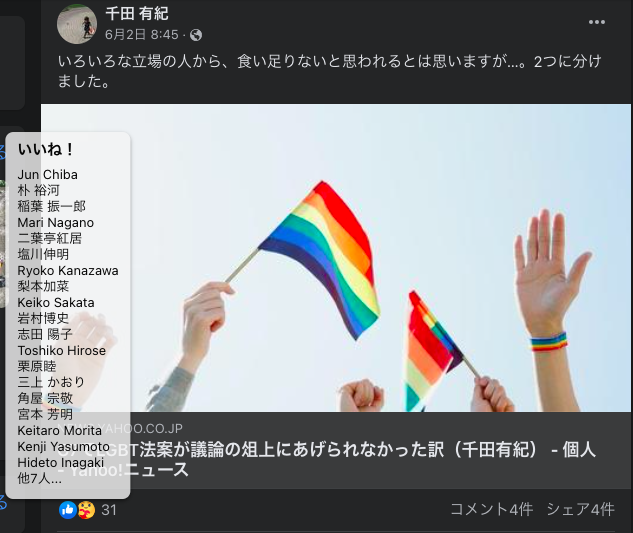 千田 有紀
6月2日 8:45 ·
いろいろな立場の人から、食い足りないと思われるとは思いますが...。2つに分け
ました。
いいね！
Jun Chiba
朴 裕河
稲葉 振一郎
Mari Nagano
二葉亭紅居
塩川伸明
Ryoko Kanazawa
梨本加菜
Keiko Sakata
岩村博史
志田 陽子
Toshiko Hirose
栗原睦
三上 かおり
角屋 宗敬
宮本 芳明
Keitaro Morita
Kenji Yasumoto
Hideto Inagaki
他7人...
YAHOO.CO.JP
LGBT法案が議論の俎上にあげられなかった訳（千田有紀） - 個人
- Yahoo!ニュース
31
コメント4件 シェア4件